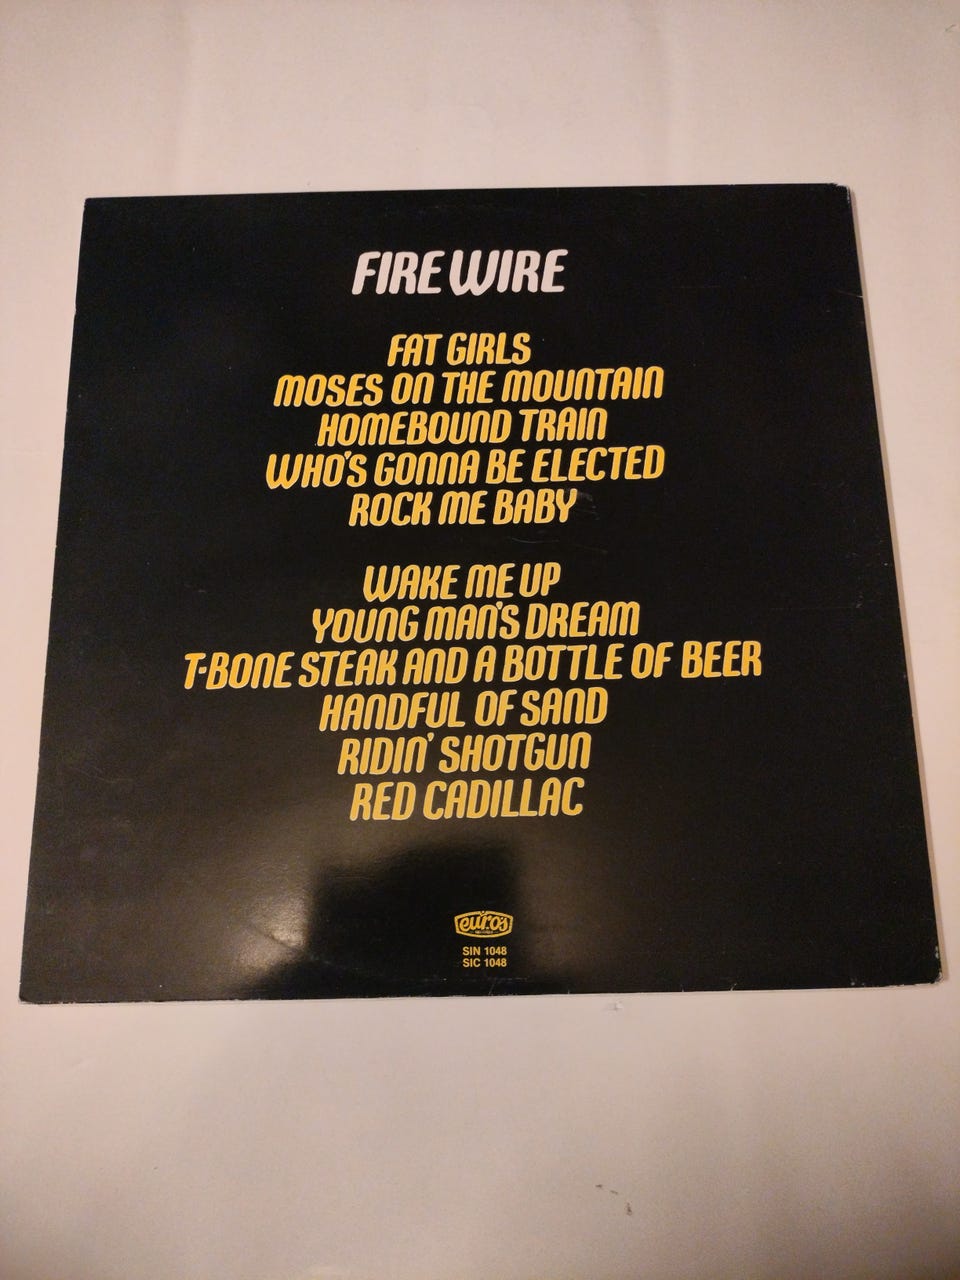 FIRE WIRE
FAT GIRLS
MOSES ON THE MOUNTAIN
HOMEBOUND TRAIN
WHO'S GONNA BE ELECTED
ROCK ME BABY
WAKE ME UP
YOUNG MAN'S DREAM
T-BONE STEAK AND A BOTTLE OF BEER
HANDFUL OF SAND
RIDIN' SHOTGUN
RED CADILLAC
euros
SIN 1048
SIC 1048